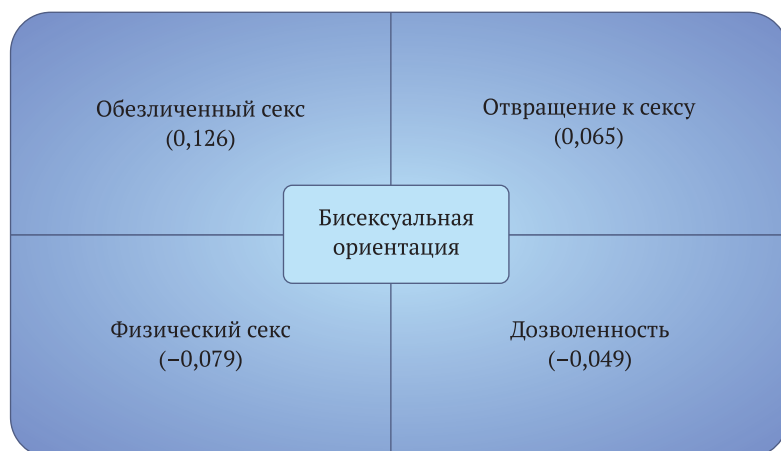 Обезличенный секс
(0,126)
Отвращение к сексу
(0,065)
Бисексуальная
ориентация
Физический секс
(−0,079)
Дозволенность
(−0,049)